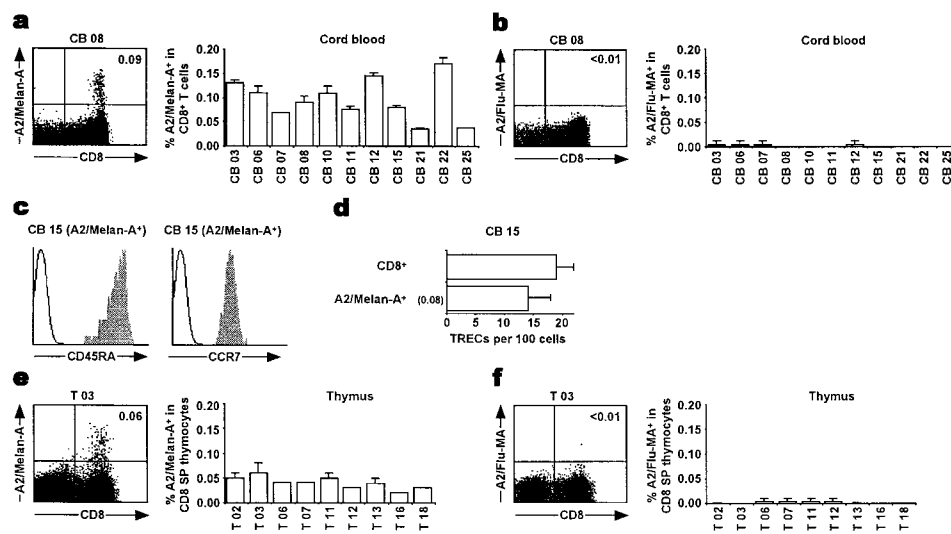 a
CB 08
0.09
A2/Melan-A
CD8
Cord blood
% A2/Melan-A+ in
CD8+ T cells
0.20
0.15
0.10
0.05
0.00
CB 03
CB 06
CB 07
CB 08
CB 10
CB 11
CB 12
CB 15
CB 21
CB 22
CB 25
b
CB 08
<0.01
A2/Flu-MA
CD8
Cord blood
% A2/Flu-MA+ in
CD8+ T cells
0.20
0.15
0.10
0.05
0.00
CB 03
CB 06
CB 07
CB 08
CB 10
CB 11
CB 12
CB 15
CB 21
CB 22
CB 25
c
CB 15 (A2/Melan-A+)
CD45RA
CB 15 (A2/Melan-A+)
CCR7
d
CB 15
CD8+
A2/Melan-A+ (0.08)
0 5 10 15 20
TRECs per 100 cells
e
T 03
0.06
A2/Melan-A
CD8
Thymus
% A2/Melan-A+ in
CD8 SP thymocytes
0.20
0.15
0.10
0.05
0.00
T 02
T 03
T 06
T 07
T 11
T 12
T 13
T 16
T 18
f
T 03
<0.01
A2/Flu-MA
CD8
Thymus
% A2/Flu-MA+ in
CD8 SP thymocytes
0.20
0.15
0.10
0.05
0.00
T 02
T 03
T 06
T 07
T 11
T 12
T 13
T 16
T 18